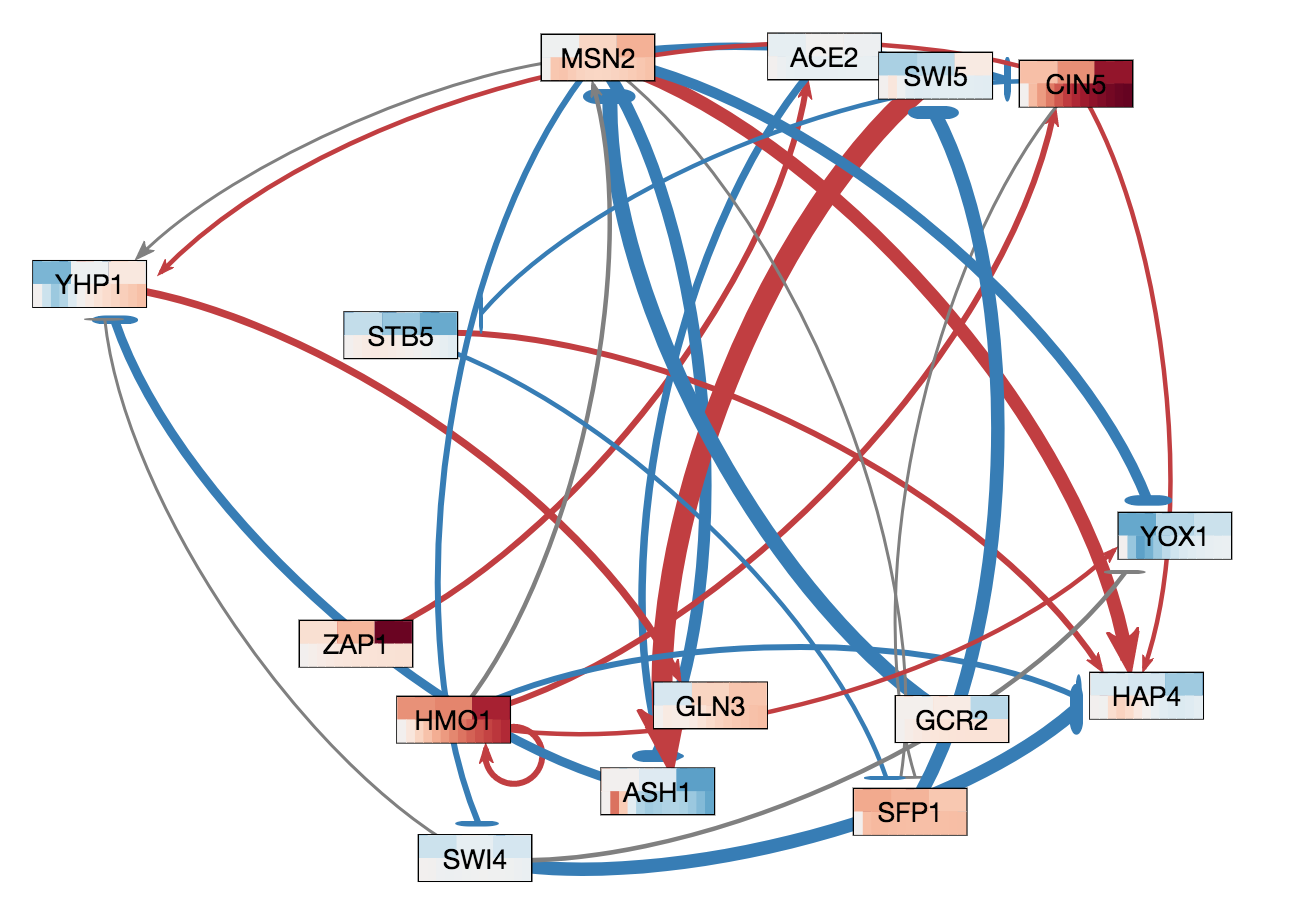 MSN2
ACE2
SWI5
CIN5
YHP1
STB5
YOX1
ZAP1
HMO1
GLN3
GCR2
HAP4
ASH1
SFP1
SWI4